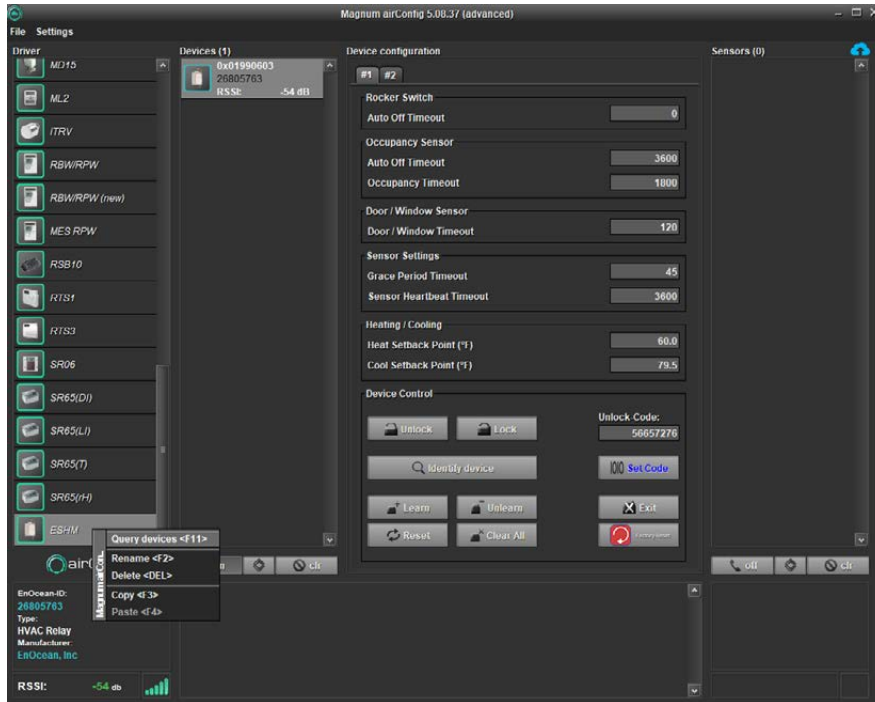 Magnum airConfig 5.08.37 (advanced)
File Settings
Driver
MD15
ML2
iTRV
RBW/RPW
RBW/RPW (new)
MES RPW
RSB10
RTS1
RTS3
SR06
SR65(DI)
SR65(LI)
SR65(T)
SR65(rH)
ESHM
Query devices <F11>
Rename <F2>
Delete <DEL>
Copy <F3>
Paste <F4>
EnOcean-ID:
26805763
Type:
HVAC Relay
Manufacturer:
EnOcean, Inc
RSSI: -54 db
Devices (1)
0x01990603
26805763
RSSI: -54 dB
clr
Device configuration
#1 #2
Rocker Switch
Auto Off Timeout 0
Occupancy Sensor
Auto Off Timeout 3600
Occupancy Timeout 1800
Door / Window Sensor
Door / Window Timeout 120
Sensor Settings
Grace Period Timeout 45
Sensor Heartbeat Timeout 3600
Heating / Cooling
Heat Setback Point (°F) 60.0
Cool Setback Point (°F) 79.5
Device Control
Unlock Lock
Unlock Code:
56657276
Identify device Set Code
Learn Unlearn Exit
Reset Clear All
Sensors (0)
off clr